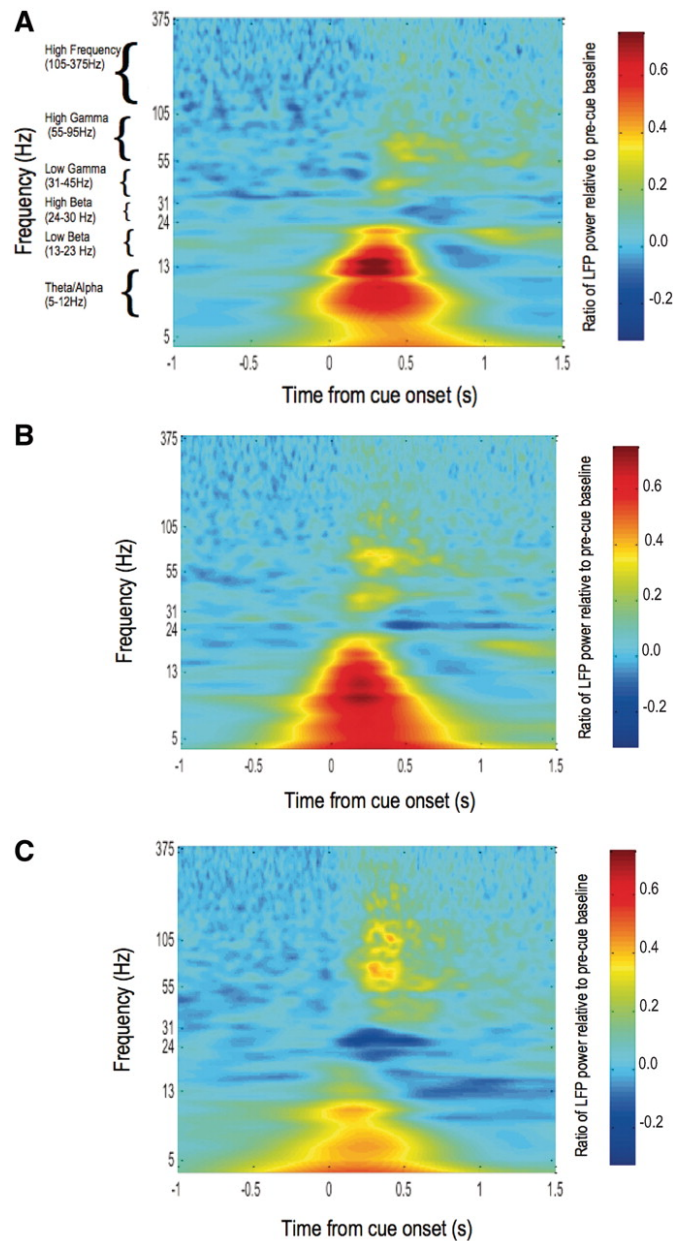 A
High Frequency
(105-375Hz)
High Gamma
(55-95Hz)
Low Gamma
(31-45Hz)
High Beta
(24-30 Hz)
Low Beta
(13-23 Hz)
Theta/Alpha
(5-12Hz)
Frequency (Hz)
375
105
55
31
24
13
5
-1
-0.5
0
0.5
1
1.5
Time from cue onset (s)
Ratio of LFP power relative to pre-cue baseline
0.6
0.4
0.2
0.0
-0.2
B
Frequency (Hz)
375
105
55
31
24
13
5
-1
-0.5
0
0.5
1
1.5
Time from cue onset (s)
Ratio of LFP power relative to pre-cue baseline
0.6
0.4
0.2
0.0
-0.2
C
Frequency (Hz)
375
105
55
31
24
13
5
-1
-0.5
0
0.5
1
1.5
Time from cue onset (s)
Ratio of LFP power relative to pre-cue baseline
0.6
0.4
0.2
0.0
-0.2